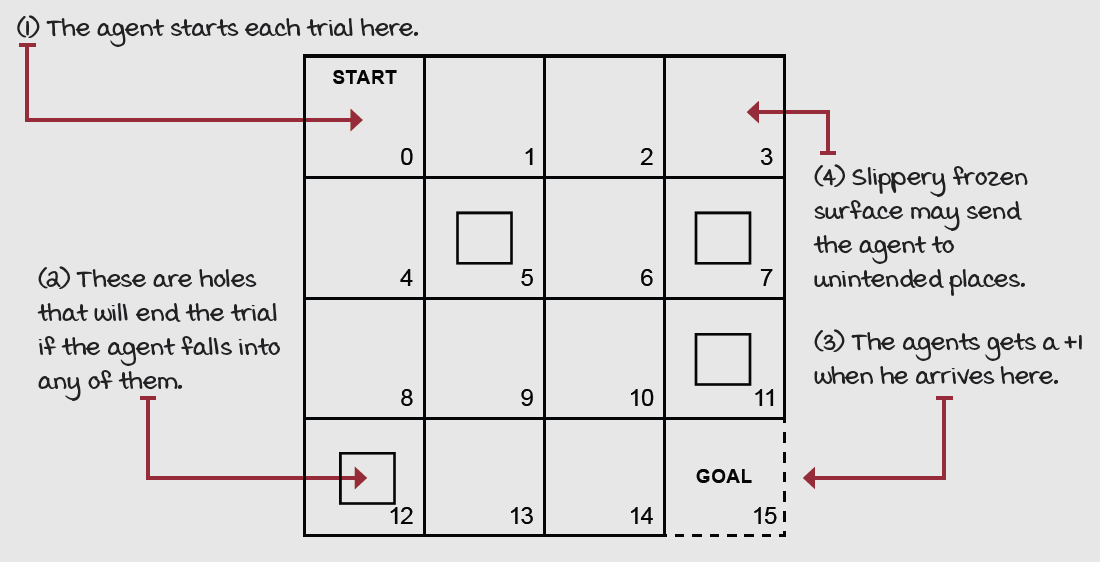 (1) The agent starts each trial here.
START
0
1
2
3
(4) Slippery frozen
surface may send
the agent to
unintended places.
4
5
6
7
(2) These are holes
that will end the trial
if the agent falls into
any of them.
(3) The agents gets a +1
when he arrives here.
8
9
10
11
GOAL
12
13
14
15